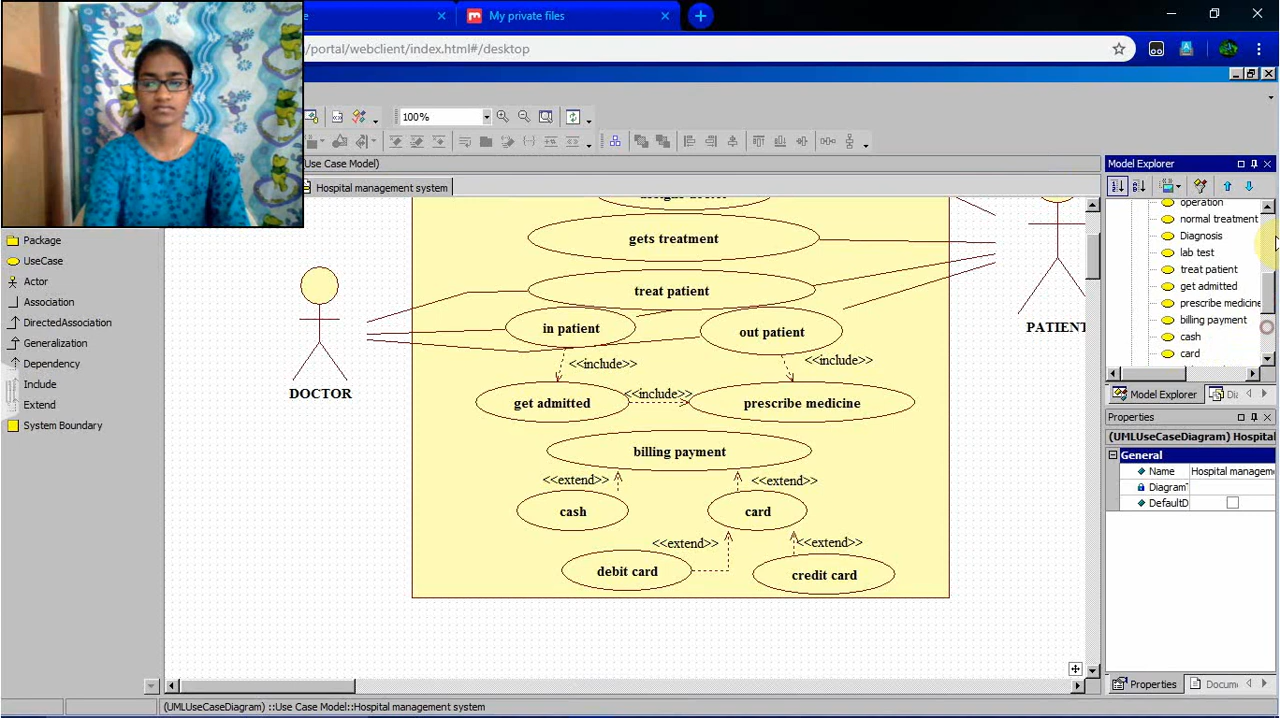 My private files
/portal/webclient/index.html#/desktop
100%
(Use Case Model)
Hospital management system
Model Explorer
Package
UseCase
Actor
Association
DirectedAssociation
Generalization
Dependency
Include
Extend
System Boundary
gets treatment
treat patient
in patient
out patient
<<include>>
<<include>>
<<include>>
get admitted
prescribe medicine
billing payment
<<extend>>
<<extend>>
cash
card
<<extend>>
<<extend>>
debit card
credit card
DOCTOR
PATIENT
operation
normal treatment
Diagnosis
lab test
treat patient
get admitted
prescribe medicine
billing payment
cash
card
Model Explorer
Properties
(UMLUseCaseDiagram) Hospital
General
Name
Hospital managem
Diagram
DefaultD
Properties
Docume
(UMLUseCaseDiagram) ::Use Case Model::Hospital management system